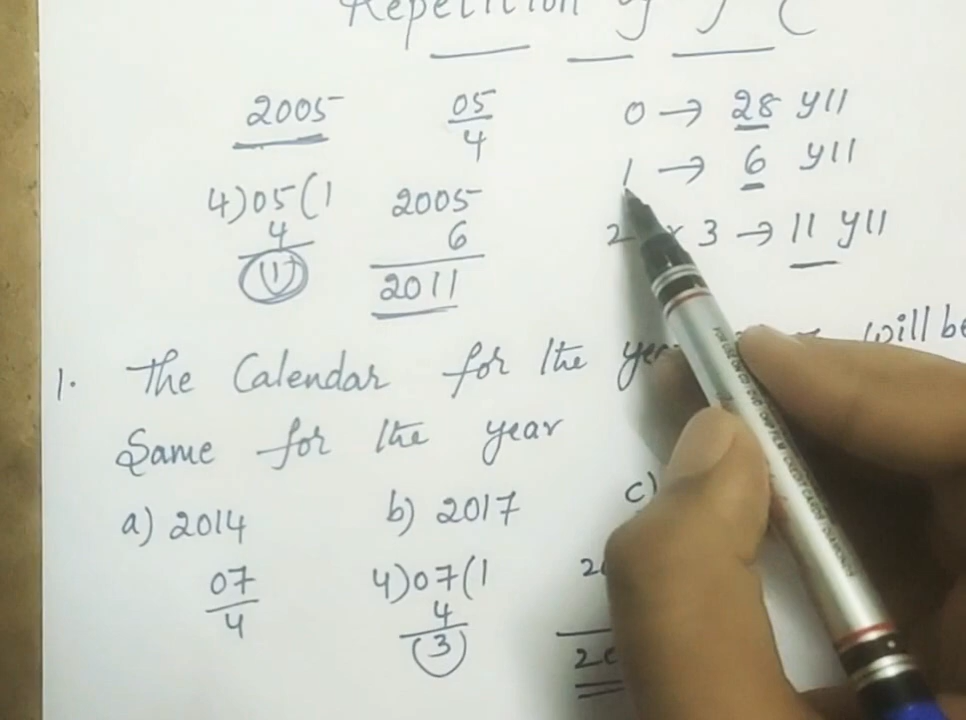 Repetition of
2005 05/4 0 → 28 yrs
4)05(1 2005 1 → 6 yrs
4 6 2 3 → 11 yrs
1 2011
1. The Calendar for the will be
Same for the year
a) 2014 b) 2017 c)
07/4 4)07(1
4
3